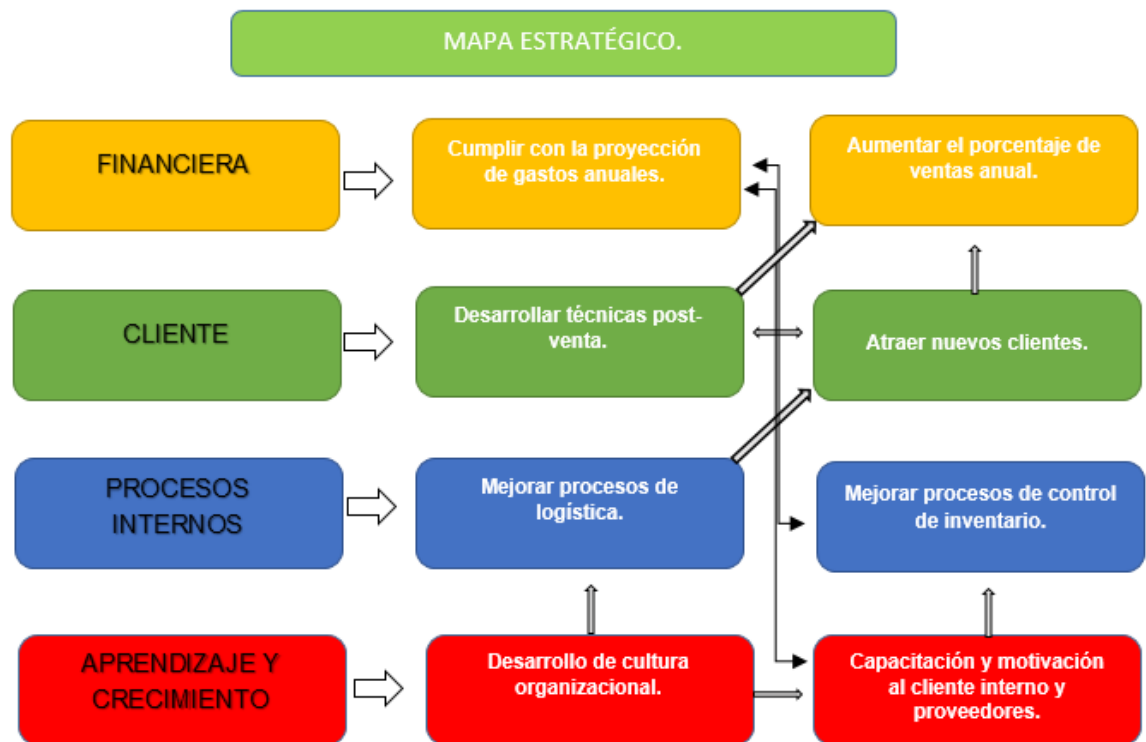 MAPA ESTRATÉGICO.
FINANCIERA
Cumplir con la proyección
de gastos anuales.
Aumentar el porcentaje de
ventas anual.
CLIENTE
Desarrollar técnicas post-
venta.
Atraer nuevos clientes.
PROCESOS
INTERNOS
Mejorar procesos de
logística.
Mejorar procesos de control
de inventario.
APRENDIZAJE Y
CRECIMIENTO
Desarrollo de cultura
organizacional.
Capacitación y motivación
al cliente interno y
proveedores.